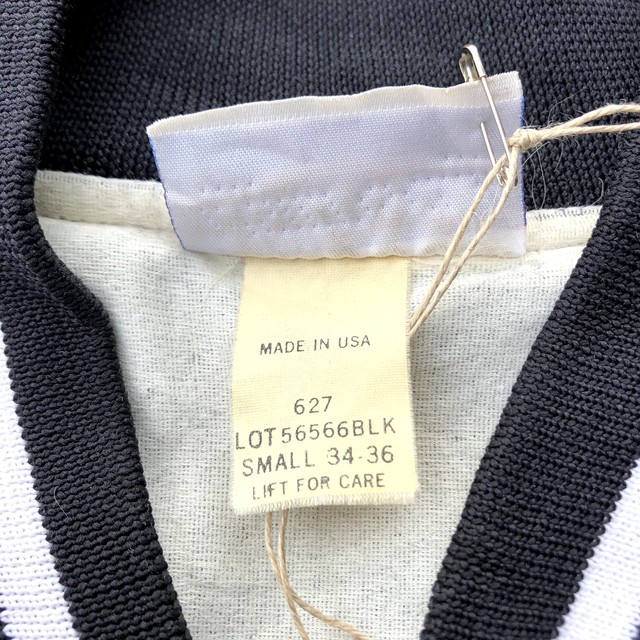 MADE IN USA
627
LOT56566BLK
SMALL 34-36
LIFT FOR CARE